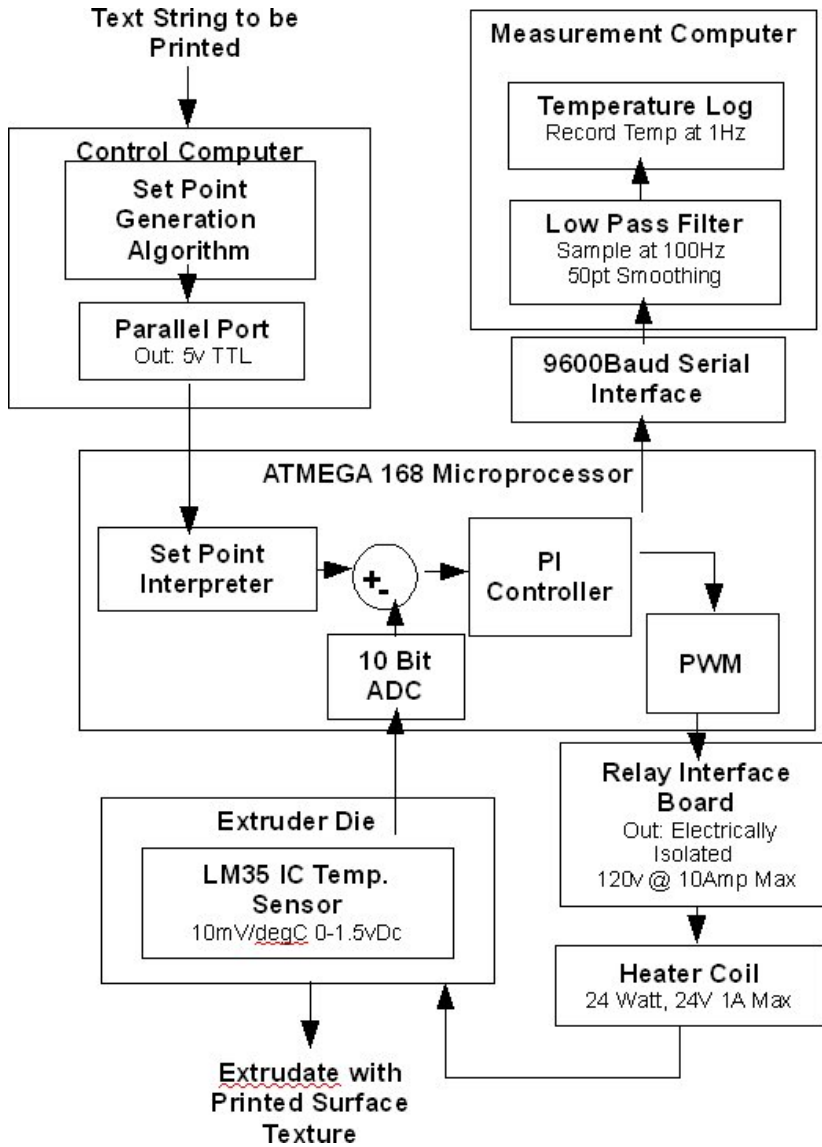 Text String to be
Printed
Control Computer
Set Point
Generation
Algorithm
Parallel Port
Out: 5v TTL
Measurement Computer
Temperature Log
Record Temp at 1Hz
Low Pass Filter
Sample at 100Hz
50pt Smoothing
9600Baud Serial
Interface
ATMEGA 168 Microprocessor
Set Point
Interpreter
+-
PI
Controller
10 Bit
ADC
PWM
Relay Interface
Board
Out: Electrically
Isolated
120v @ 10Amp Max
Extruder Die
LM35 IC Temp.
Sensor
10mV/degC 0-1.5vDc
Heater Coil
24 Watt, 24V 1A Max
Extrudate with
Printed Surface
Texture